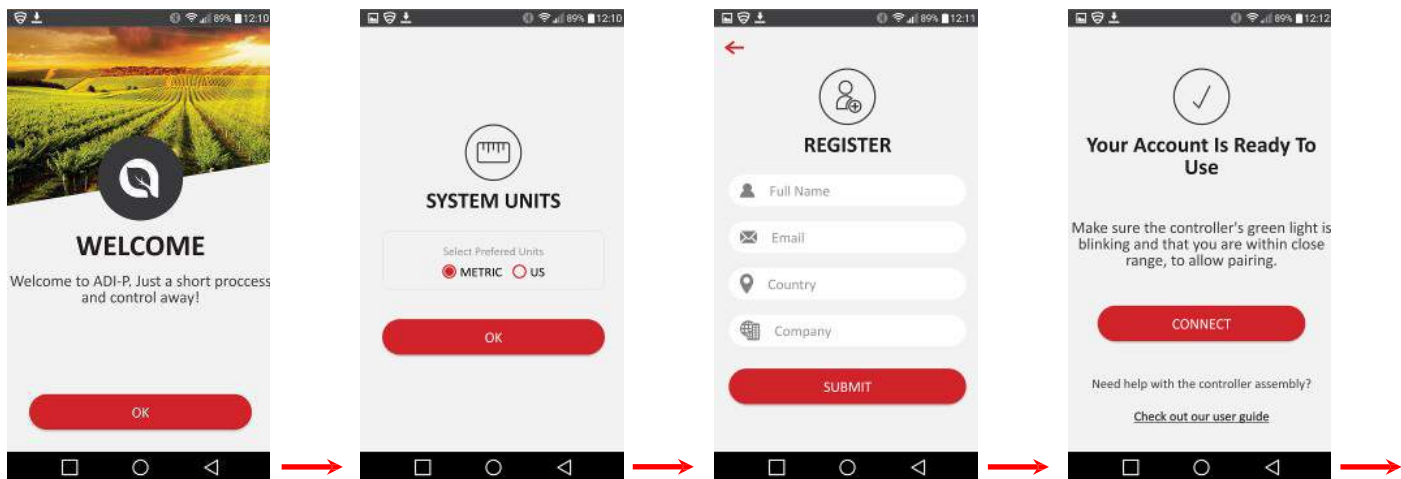 89% 12:10
WELCOME
Welcome to ADI-P, Just a short proccess
and control away!
OK
89% 12:10
SYSTEM UNITS
Select Prefered Units
METRIC US
OK
89% 12:11
REGISTER
Full Name
Email
Country
Company
SUBMIT
89% 12:12
Your Account Is Ready To
Use
Make sure the controller's green light is
blinking and that you are within close
range, to allow pairing.
CONNECT
Need help with the controller assembly?
Check out our user guide